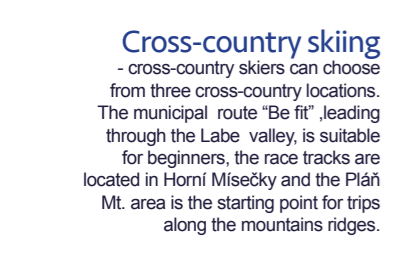 Cross-country skiing
- cross-country skiers can choose
from three cross-country locations.
The municipal  route “Be fit” ,leading
through the Labe  valley, is suitable
for beginners, the race tracks are
located in Horní Mísečky and the Pláň
Mt. area is the starting point for trips
along the mountains ridges.